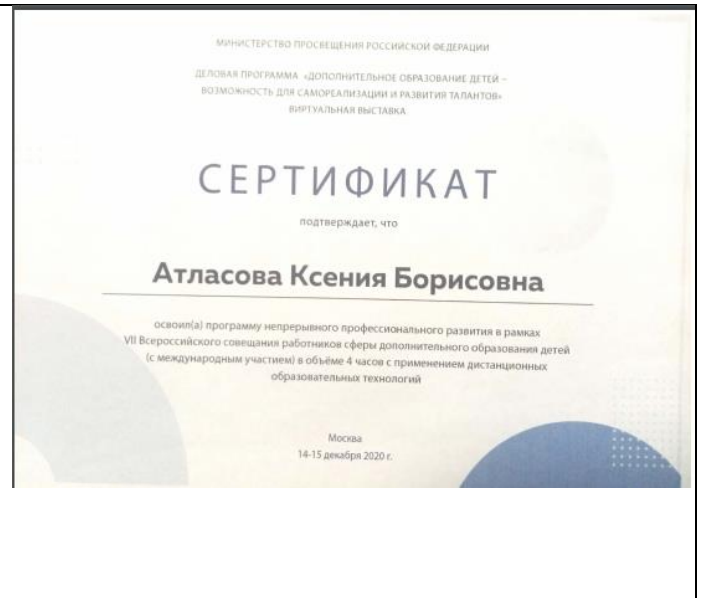 МИНИСТЕРСТВО ПРОСВЕЩЕНИЯ РОССИЙСКОЙ ФЕДЕРАЦИИ
ДЕЛОВАЯ ПРОГРАММА «ДОПОЛНИТЕЛЬНОЕ ОБРАЗОВАНИЕ ДЕТЕЙ –
ВОЗМОЖНОСТЬ ДЛЯ САМОРЕАЛИЗАЦИИ И РАЗВИТИЯ ТАЛАНТОВ»
ВИРТУАЛЬНАЯ ВЫСТАВКА
СЕРТИФИКАТ
подтверждает, что
Атласова Ксения Борисовна
освоил(а) программу непрерывного профессионального развития в рамках
VII Всероссийского совещания работников сферы дополнительного образования детей
(с международным участием) в объёме 4 часов с применением дистанционных
образовательных технологий
Москва
14-15 декабря 2020 г.